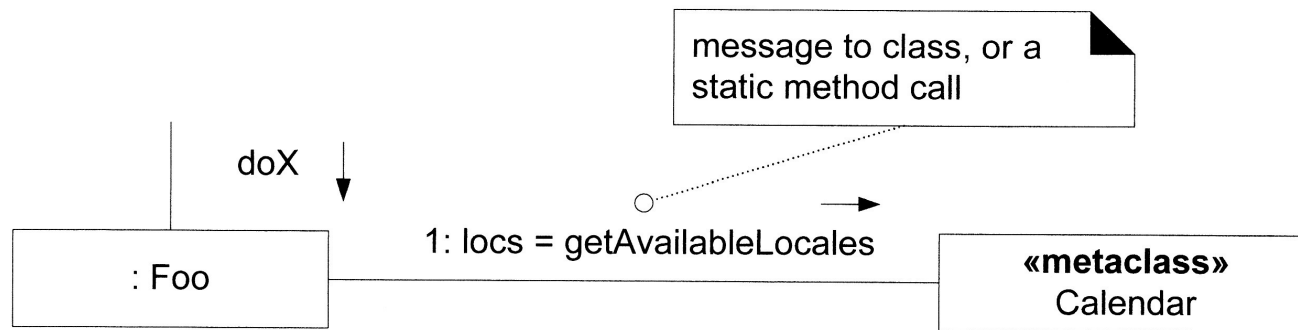 message to class, or a
static method call
doX
1: locs = getAvailableLocales
: Foo
«metaclass»
Calendar